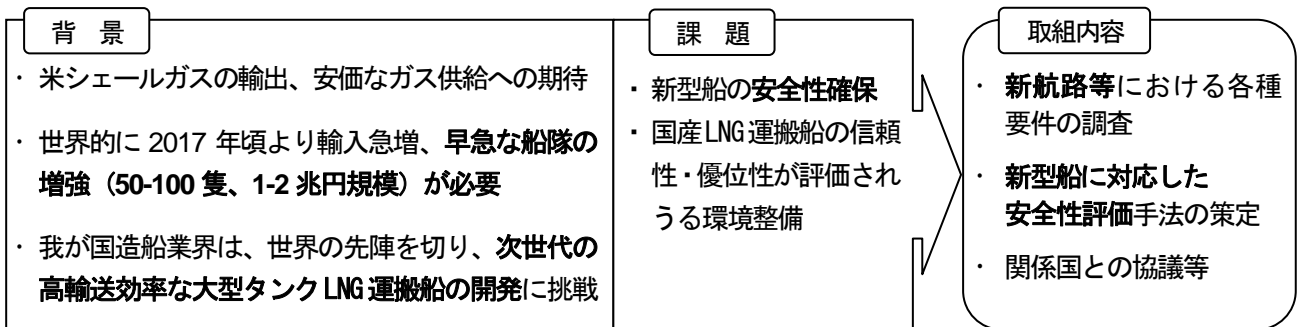 背 景
・ 米シェールガスの輸出、安価なガス供給への期待
・ 世界的に 2017 年頃より輸入急増、早急な船隊の
増強（50-100 隻、1-2 兆円規模）が必要
・ 我が国造船業界は、世界の先陣を切り、次世代の
高輸送効率な大型タンク LNG 運搬船の開発に挑戦
課 題
・ 新型船の安全性確保
・ 国産LNG運搬船の信頼
性・優位性が評価され
うる環境整備
取組内容
・ 新航路等における各種
要件の調査
・ 新型船に対応した
安全性評価手法の策定
・ 関係国との協議等